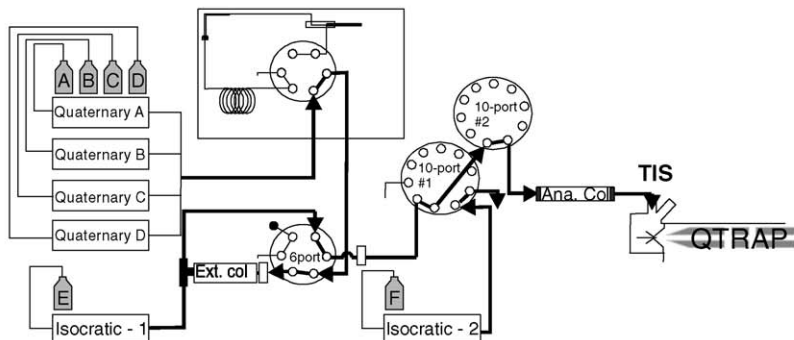 A B C D
Quaternary A
Quaternary B
Quaternary C
Quaternary D
10-port
#2
10-port
#1
TIS
Ana. Col
QTRAP
6port
Ext. col
E
Isocratic - 1
F
Isocratic - 2